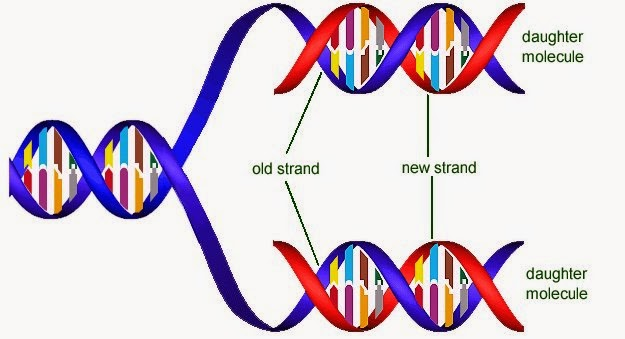 daughter
molecule
old strand
new strand
daughter
molecule